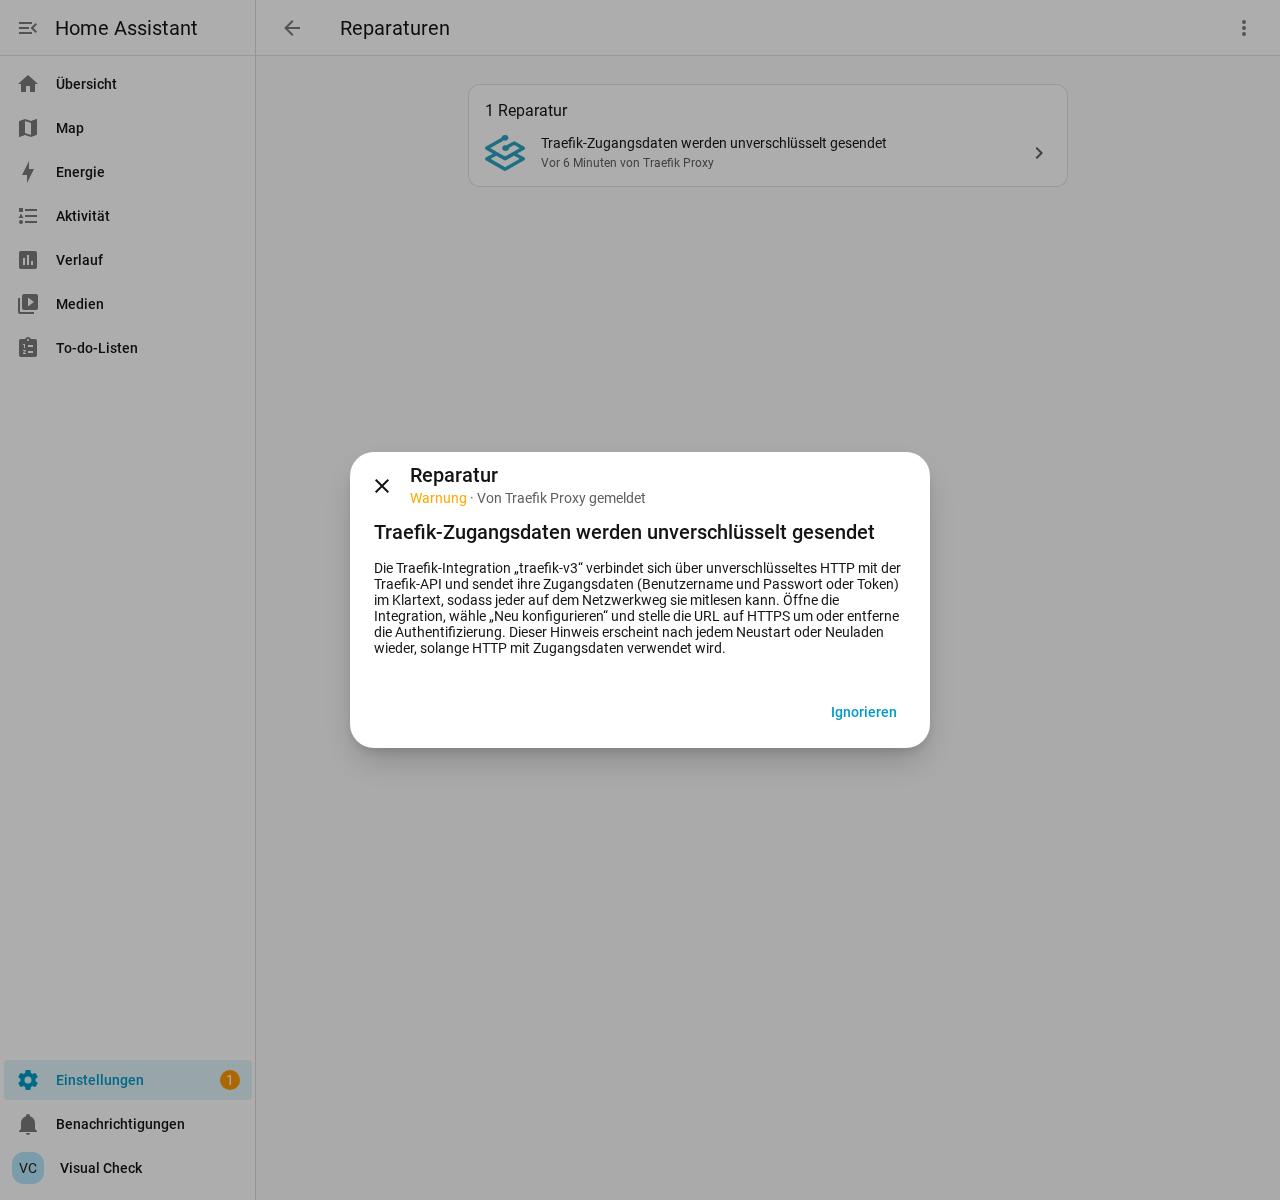 Home Assistant
Übersicht
Map
Energie
Aktivität
Verlauf
Medien
To-do-Listen
Einstellungen
1
Benachrichtigungen
VC
Visual Check
Reparaturen
1 Reparatur
Traefik-Zugangsdaten werden unverschlüsselt gesendet
Vor 6 Minuten von Traefik Proxy
Reparatur
Warnung · Von Traefik Proxy gemeldet
Traefik-Zugangsdaten werden unverschlüsselt gesendet
Die Traefik-Integration „traefik-v3“ verbindet sich über unverschlüsseltes HTTP mit der
Traefik-API und sendet ihre Zugangsdaten (Benutzername und Passwort oder Token)
im Klartext, sodass jeder auf dem Netzwerkweg sie mitlesen kann. Öffne die
Integration, wähle „Neu konfigurieren“ und stelle die URL auf HTTPS um oder entferne
die Authentifizierung. Dieser Hinweis erscheint nach jedem Neustart oder Neuladen
wieder, solange HTTP mit Zugangsdaten verwendet wird.
Ignorieren